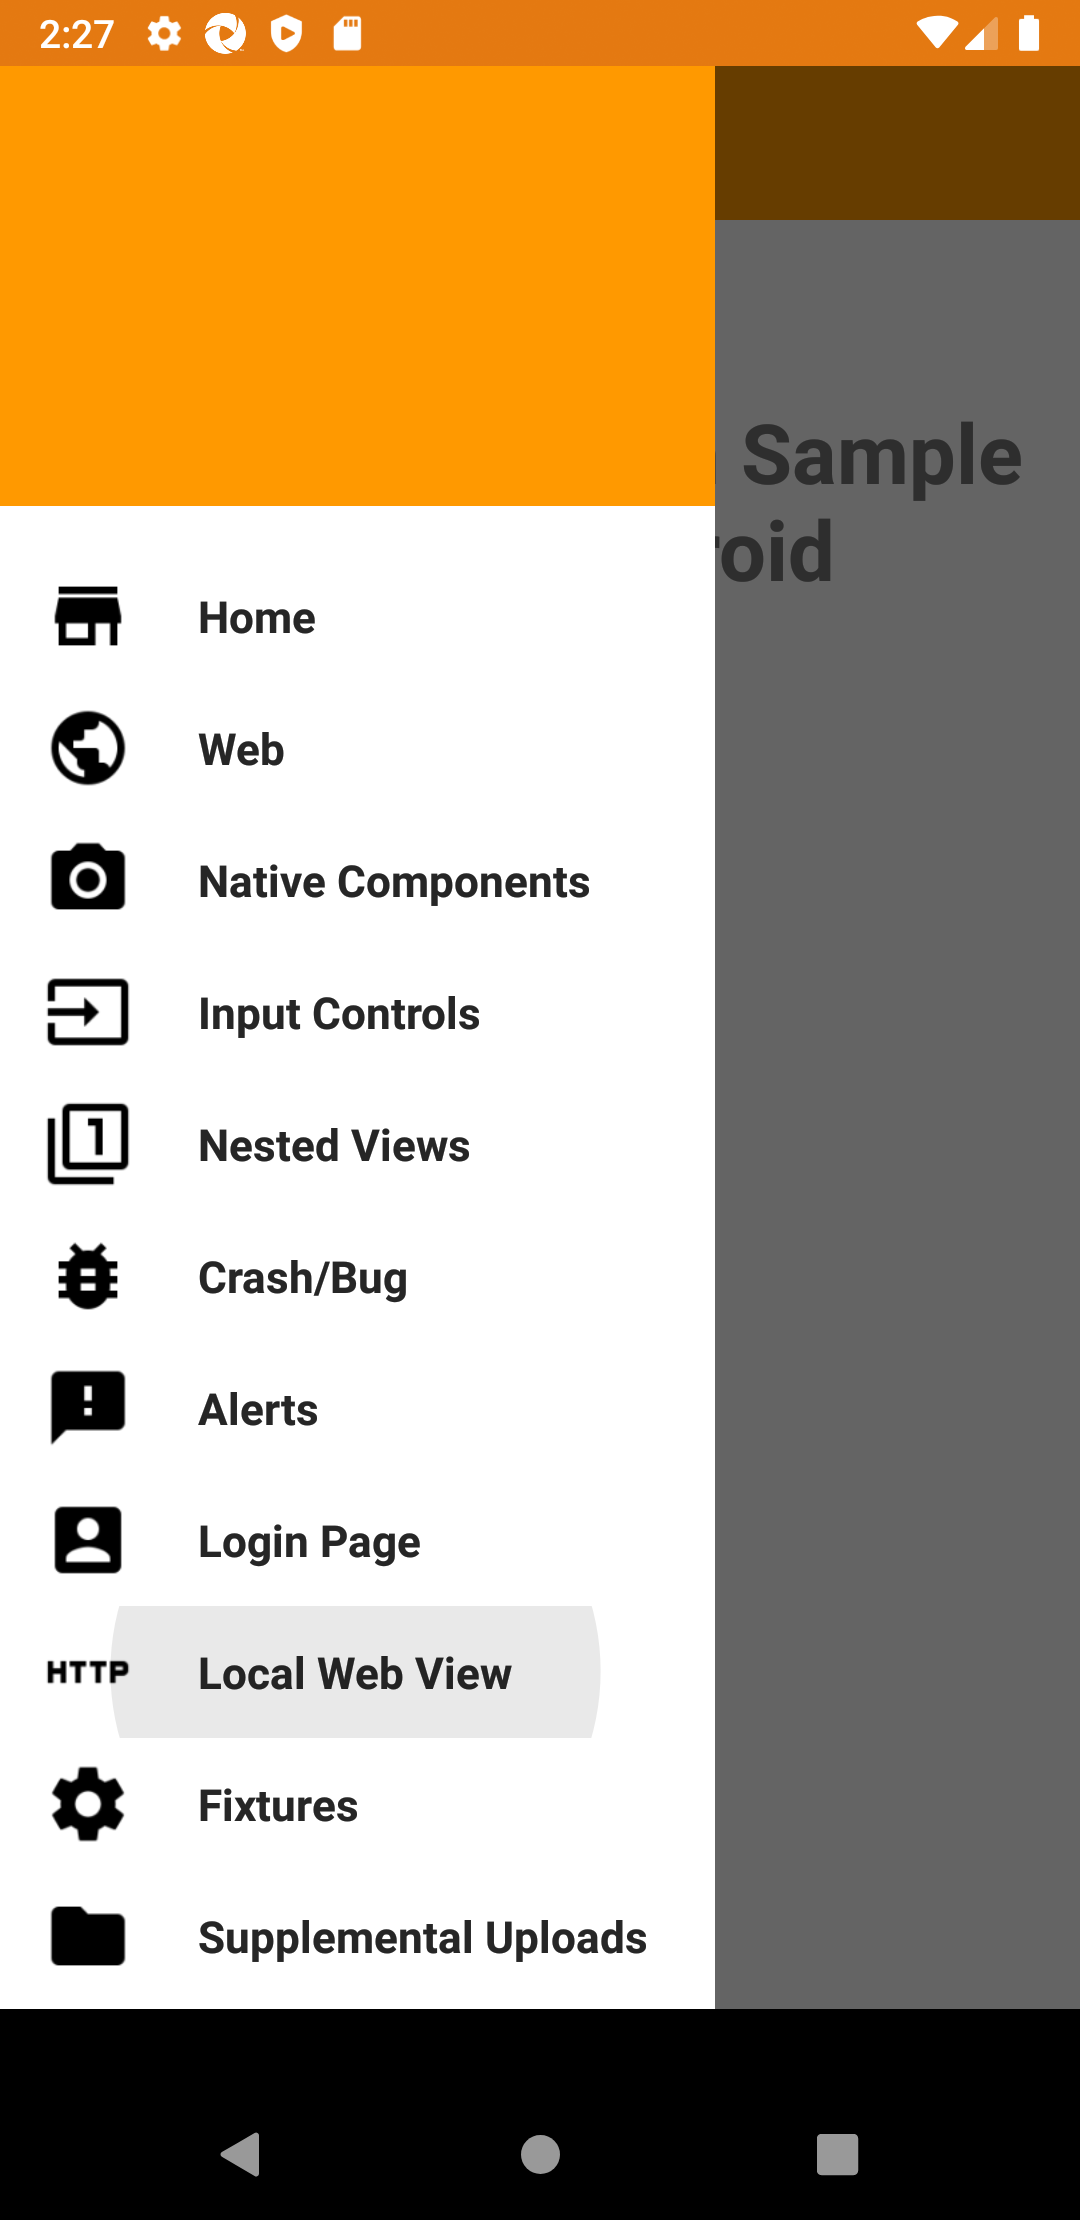 2:27
Sample
roid
Home
Web
Native Components
Input Controls
1
Nested Views
Crash/Bug
Alerts
Login Page
HTTP Local Web View
Fixtures
Supplemental Uploads